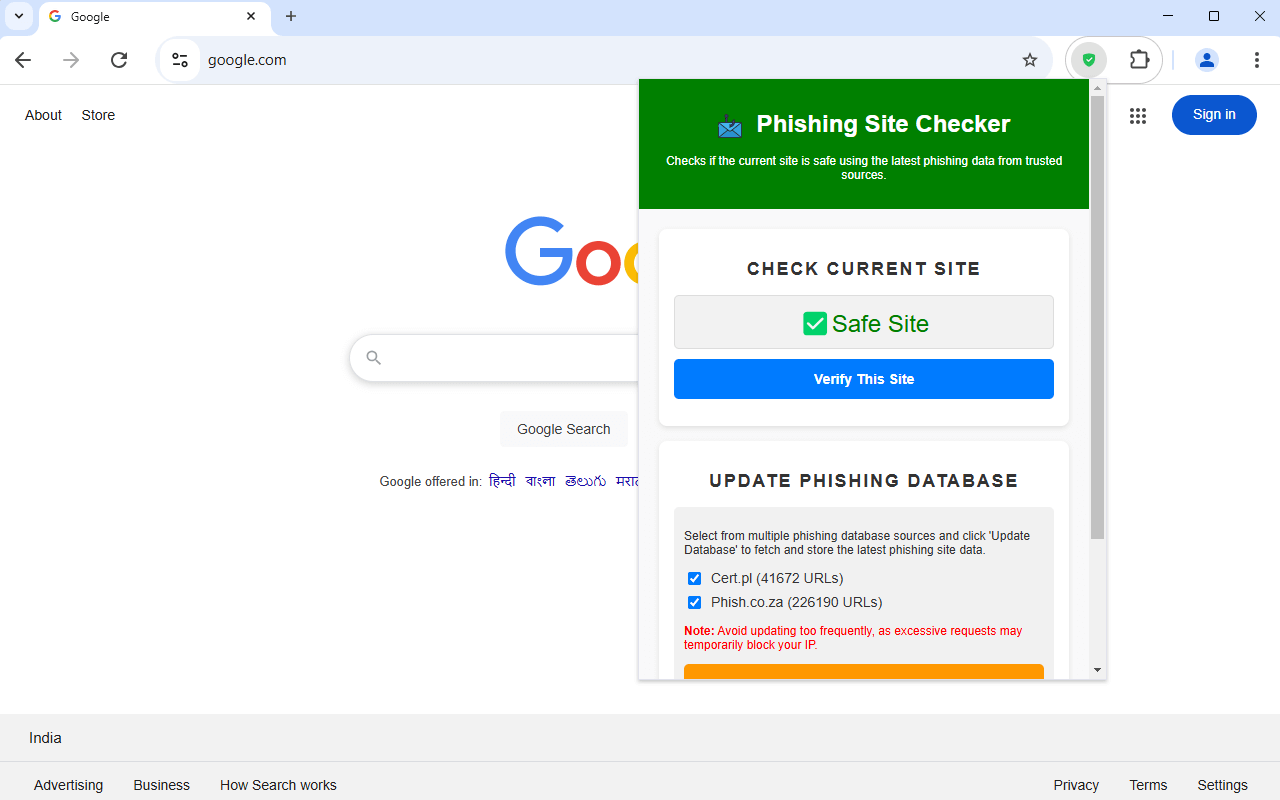 Google
google.com
About
Store
Sign in
Goo
Phishing Site Checker
Checks if the current site is safe using the latest phishing data from trusted
sources.
CHECK CURRENT SITE
Safe Site
Verify This Site
Google Search
Google offered in: हिन्दी বাংলা తెలుగు
UPDATE PHISHING DATABASE
Select from multiple phishing database sources and click 'Update
Database' to fetch and store the latest phishing site data.
Cert.pl (41672 URLs)
Phish.co.za (226190 URLs)
Note: Avoid updating too frequently, as excessive requests may
temporarily block your IP.
India
Advertising
Business
How Search works
Privacy
Terms
Settings